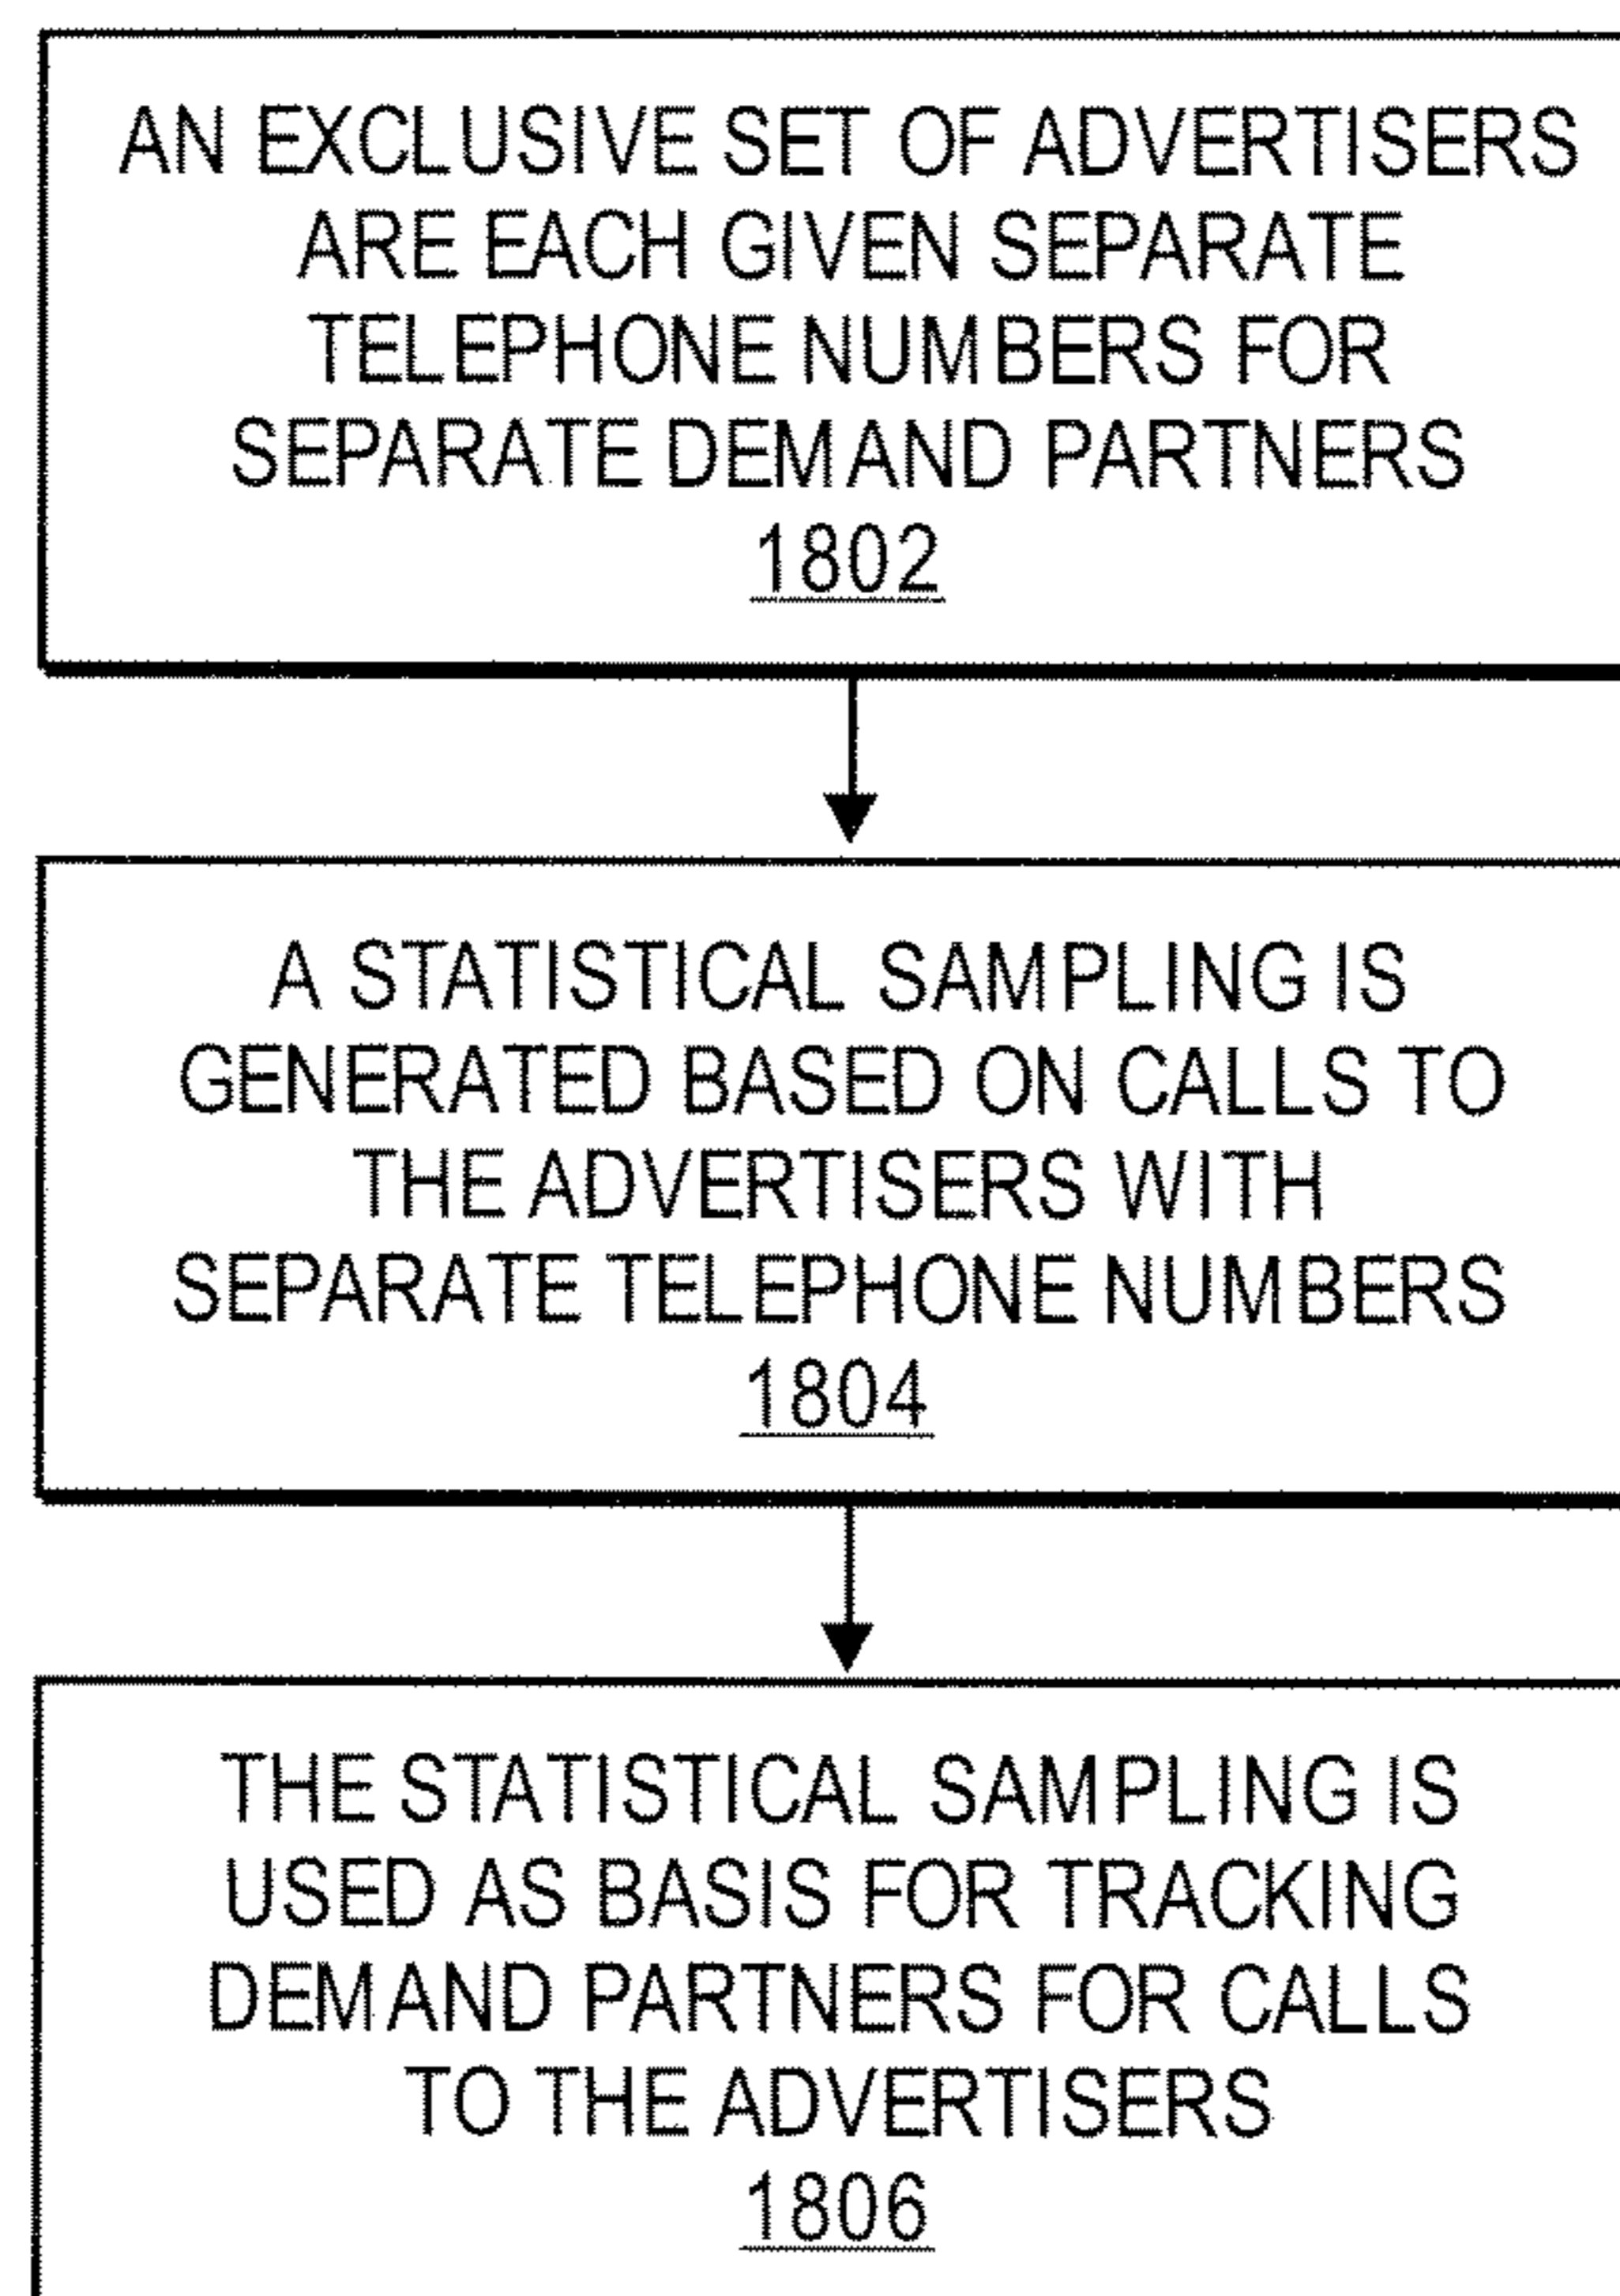 AN EXCLUSIVE SET OF ADVERTISERS
ARE EACH GIVEN SEPARATE
TELEPHONE NUMBERS FOR
SEPARATE DEMAND PARTNERS
1802
A STATISTICAL SAMPLING IS
GENERATED BASED ON CALLS TO
THE ADVERTISERS WITH
SEPARATE TELEPHONE NUMBERS
1804
THE STATISTICAL SAMPLING IS
USED AS BASIS FOR TRACKING
DEMAND PARTNERS FOR CALLS
TO THE ADVERTISERS
1806